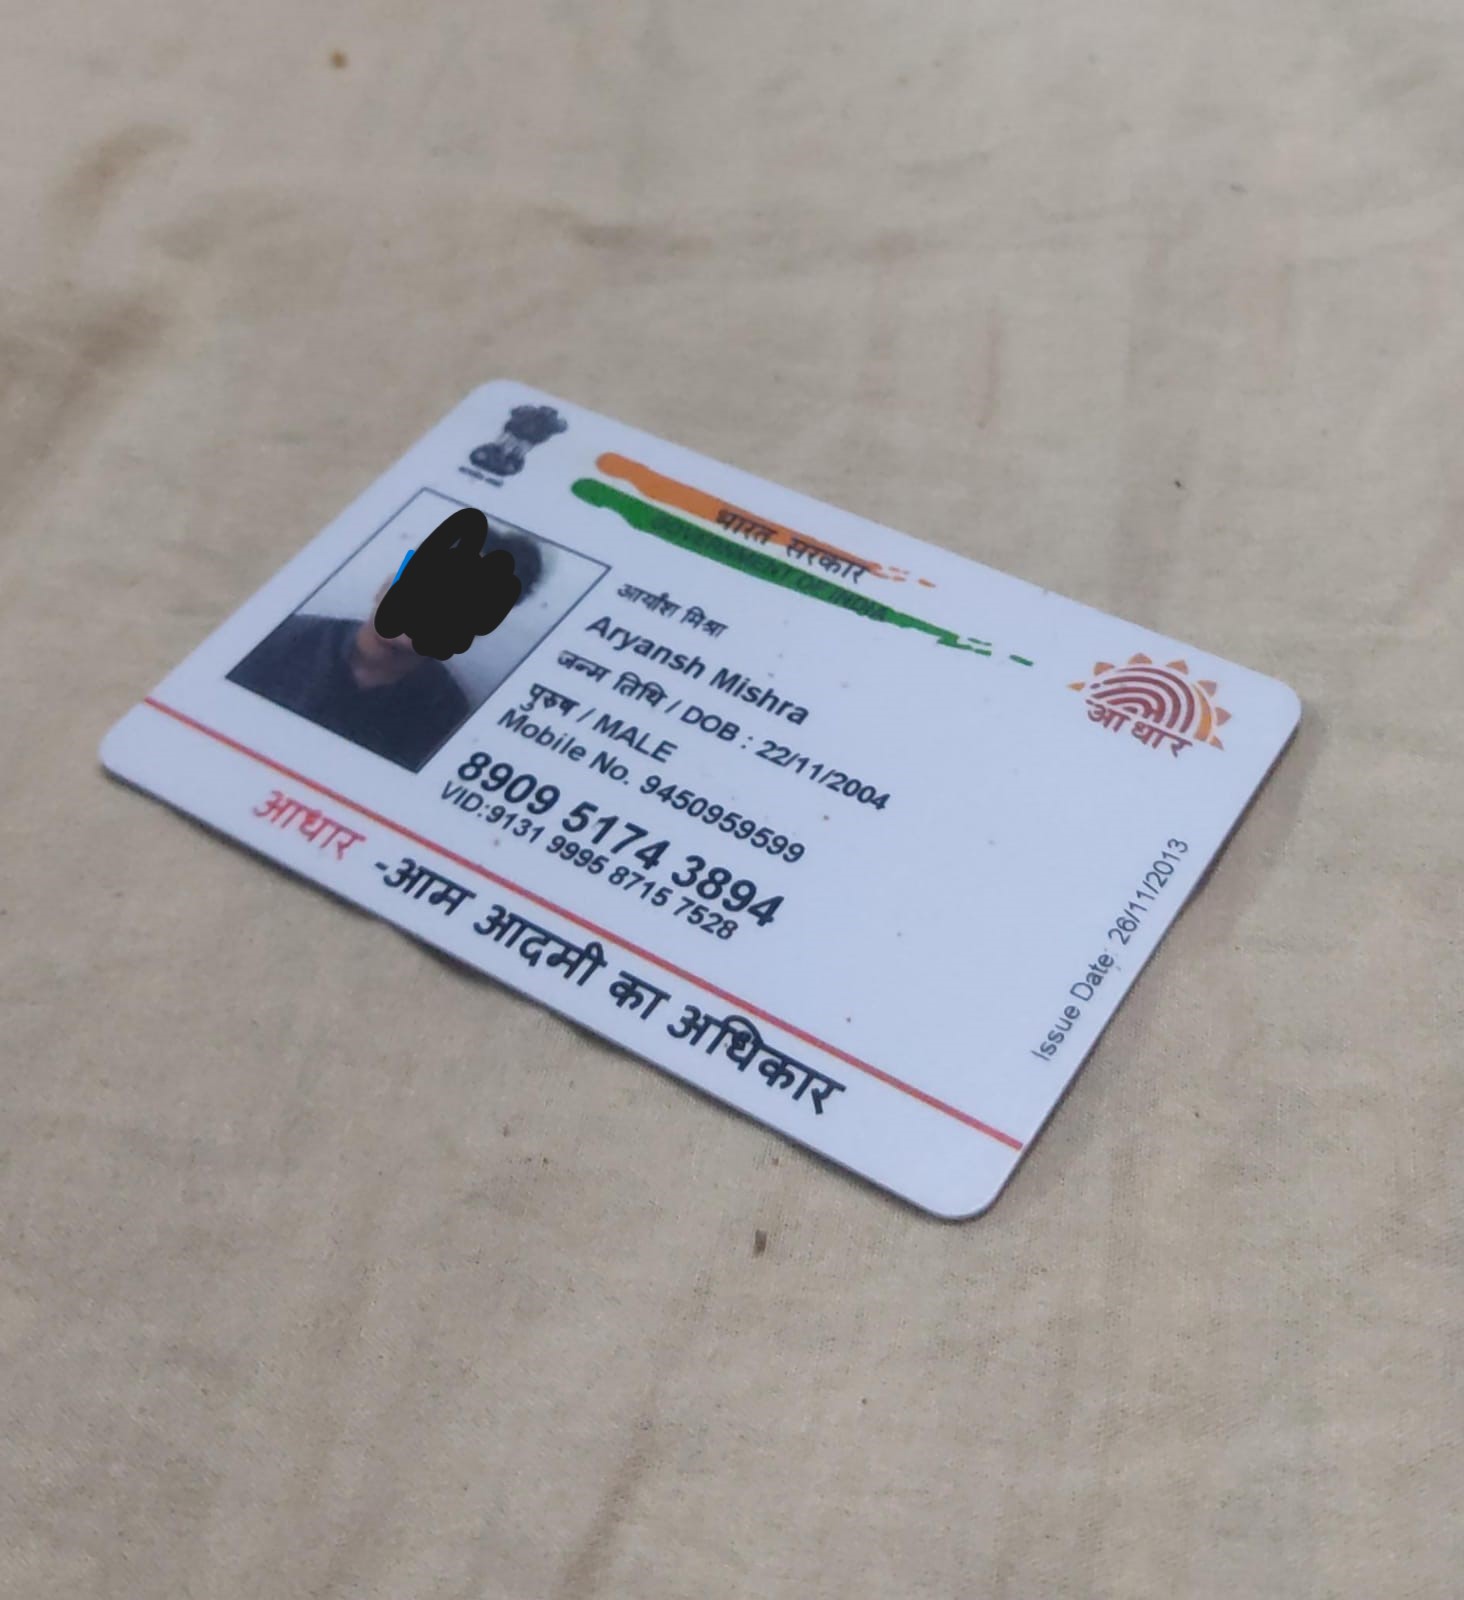 भारत सरकार
GOVERNMENT OF INDIA
आर्यांश मिश्रा
Aryansh Mishra
जन्म तिथि / DOB : 22/11/2004
पुरुष / MALE
Mobile No. 9450959599
8909 5174 3894
VID:9131 9995 8715 7528
आधार -आम आदमी का अधिकार
आधार
Issue Date: 26/11/2013